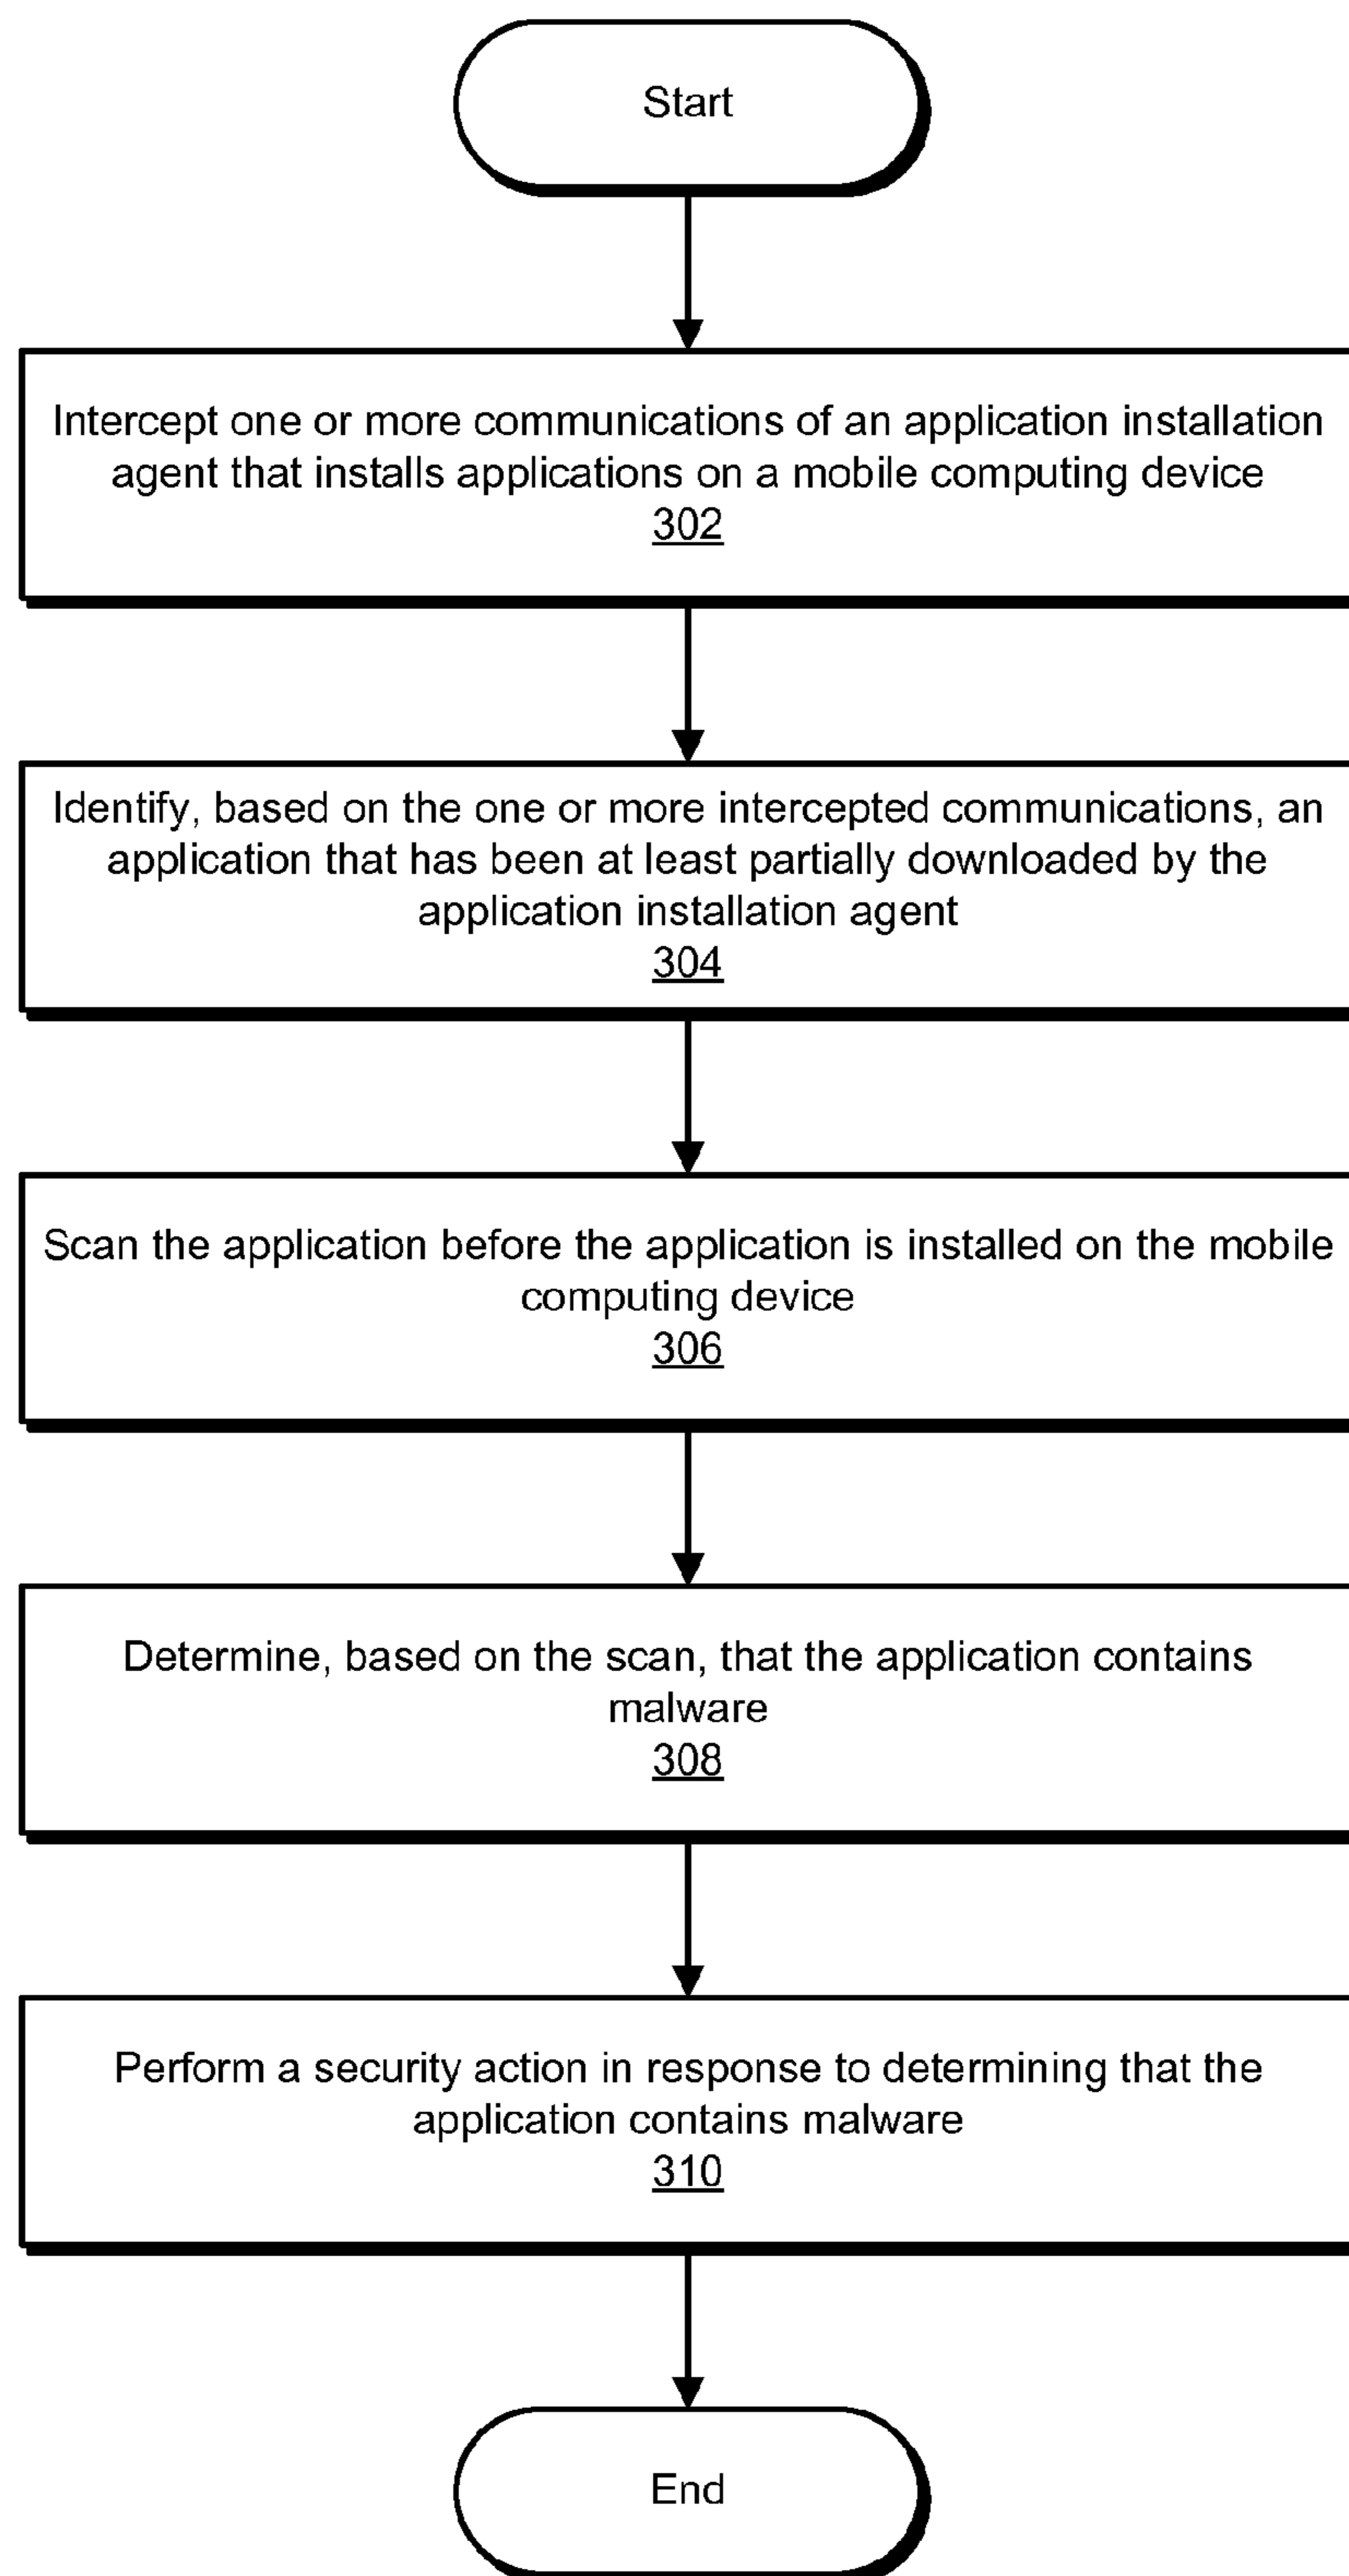 Start
Intercept one or more communications of an application installation
agent that installs applications on a mobile computing device
302
Identify, based on the one or more intercepted communications, an
application that has been at least partially downloaded by the
application installation agent
304
Scan the application before the application is installed on the mobile
computing device
306
Determine, based on the scan, that the application contains
malware
308
Perform a security action in response to determining that the
application contains malware
310
End